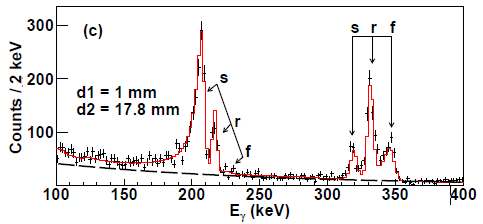 (c)
s r f
d1 = 1 mm
d2 = 17.8 mm
s
r
f
Counts / 2 keV
300
200
100
100 150 200 250 300 350 400
Eγ (keV)